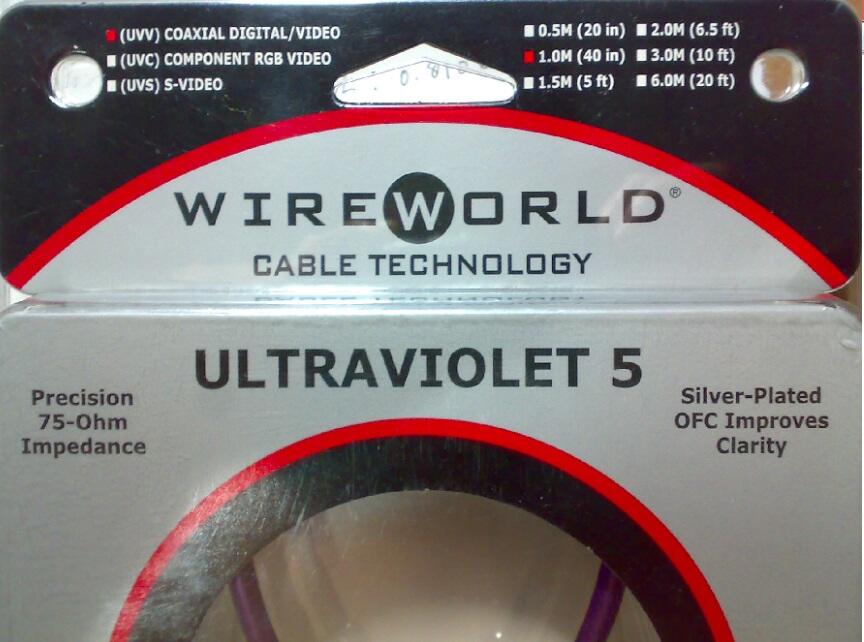 (UVV) COAXIAL DIGITAL/VIDEO
(UVC) COMPONENT RGB VIDEO
(UVS) S-VIDEO
0.5M (20 in) 2.0M (6.5 ft)
1.0M (40 in) 3.0M (10 ft)
1.5M (5 ft) 6.0M (20 ft)
WIREWORLD®
CABLE TECHNOLOGY
ULTRAVIOLET 5
Precision
75-Ohm
Impedance
Silver-Plated
OFC Improves
Clarity